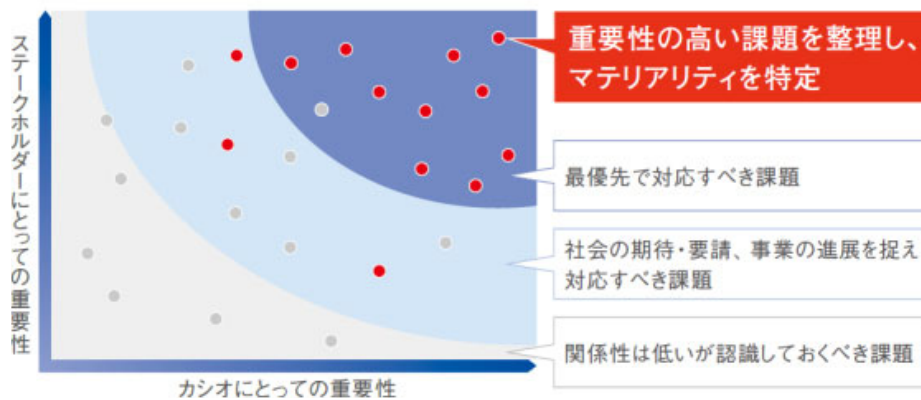 ステークホルダーにとっての重要性
重要性の高い課題を整理し、
マテリアリティを特定
最優先で対応すべき課題
社会の期待・要請、事業の進展を捉え
対応すべき課題
関係性は低いが認識しておくべき課題
カシオにとっての重要性